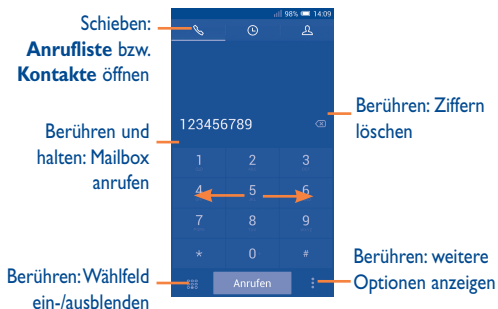 Schieben:
Anrufliste bzw.
Kontakte öffnen
98% 14:09
123456789
Berühren: Ziffern
löschen
Berühren und
halten: Mailbox
anrufen
1 2 3
4 5 6
7 8 9
* 0 #
Berühren: Wählfeld
ein-/ausblenden
Anrufen
Berühren: weitere
Optionen anzeigen